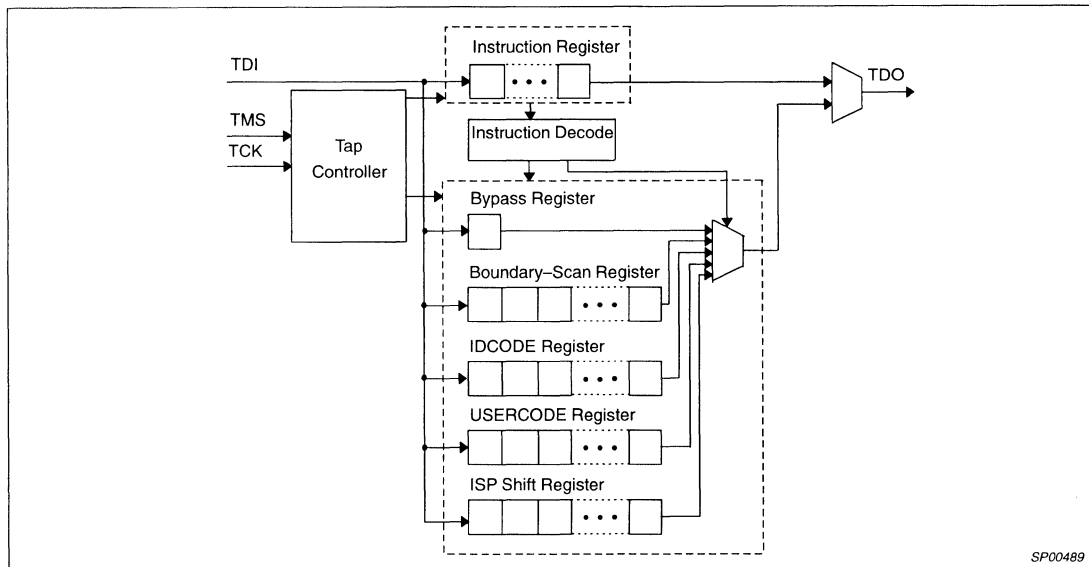 Instruction Register
TDI
• • •
TDO
TMS
Tap
Controller
TCK
Instruction Decode
Bypass Register
Boundary–Scan Register
• • •
IDCODE Register
• • •
USERCODE Register
• • •
ISP Shift Register
• • •
SP00489